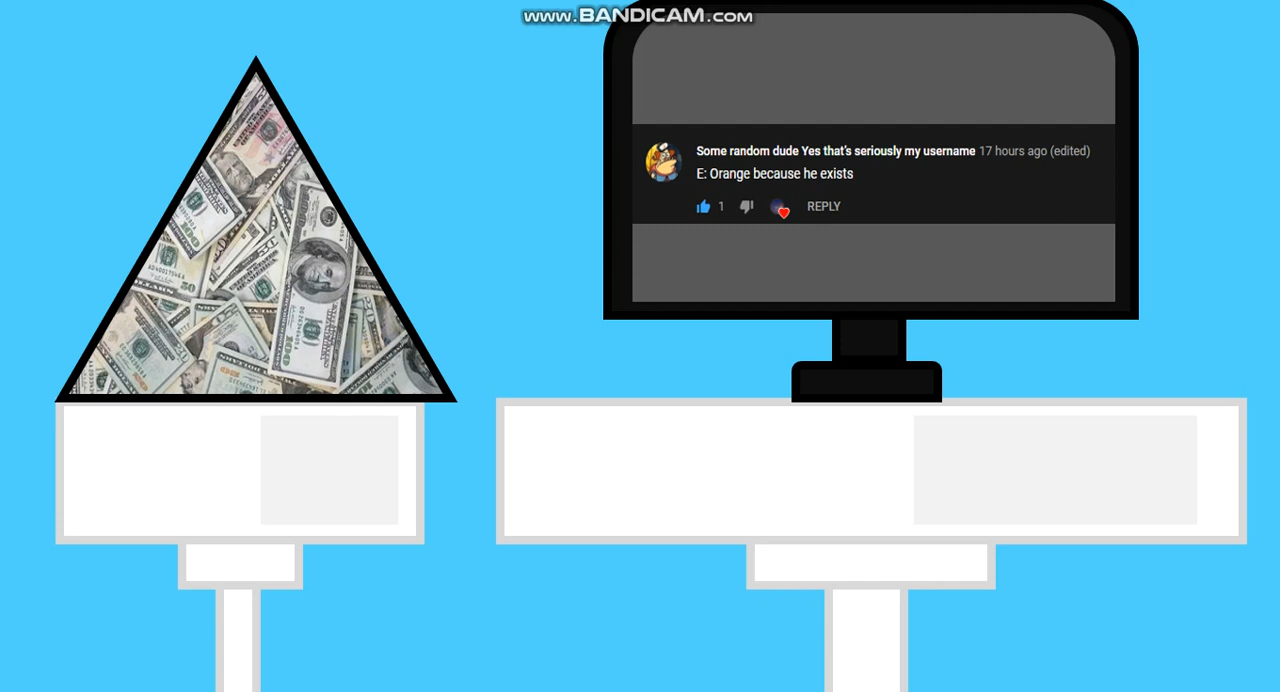 www.BANDICAM.COM
Some random dude Yes that's seriously my username 17 hours ago (edited)
E: Orange because he exists
1 REPLY